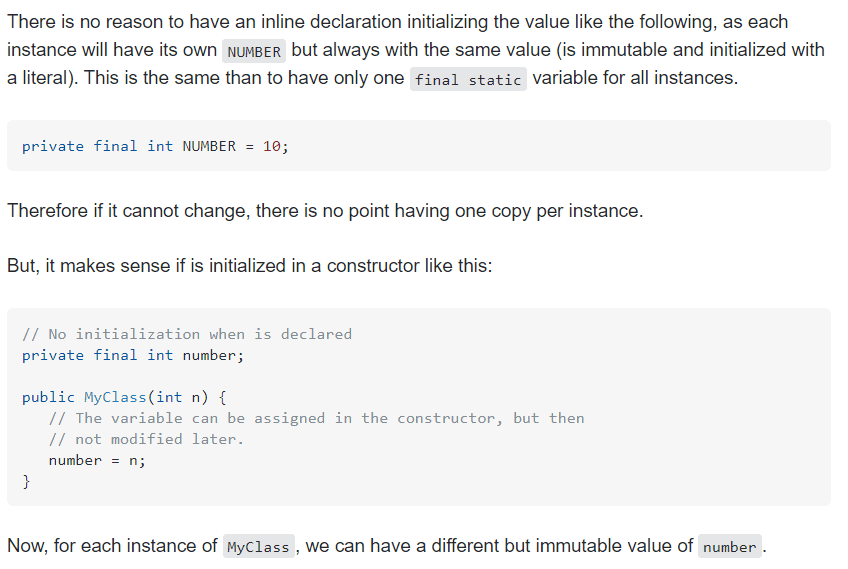 There is no reason to have an inline declaration initializing the value like the following, as each
instance will have its own NUMBER but always with the same value (is immutable and initialized with
a literal). This is the same than to have only one final static variable for all instances.
private final int NUMBER = 10;
Therefore if it cannot change, there is no point having one copy per instance.
But, it makes sense if is initialized in a constructor like this:
// No initialization when is declared
private final int number;
public MyClass(int n) {
// The variable can be assigned in the constructor, but then
// not modified later.
number = n;
}
Now, for each instance of MyClass, we can have a different but immutable value of number.